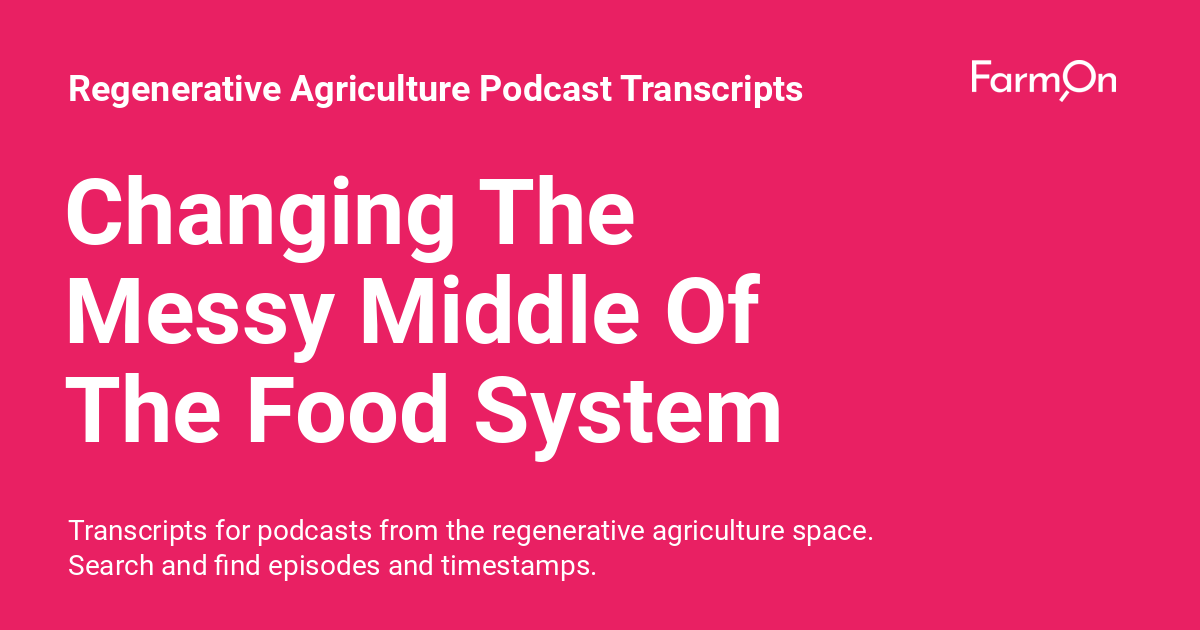 Regenerative Agriculture Podcast Transcripts
FarmOn
Changing The
Messy Middle Of
The Food System
Transcripts for podcasts from the regenerative agriculture space.
Search and find episodes and timestamps.